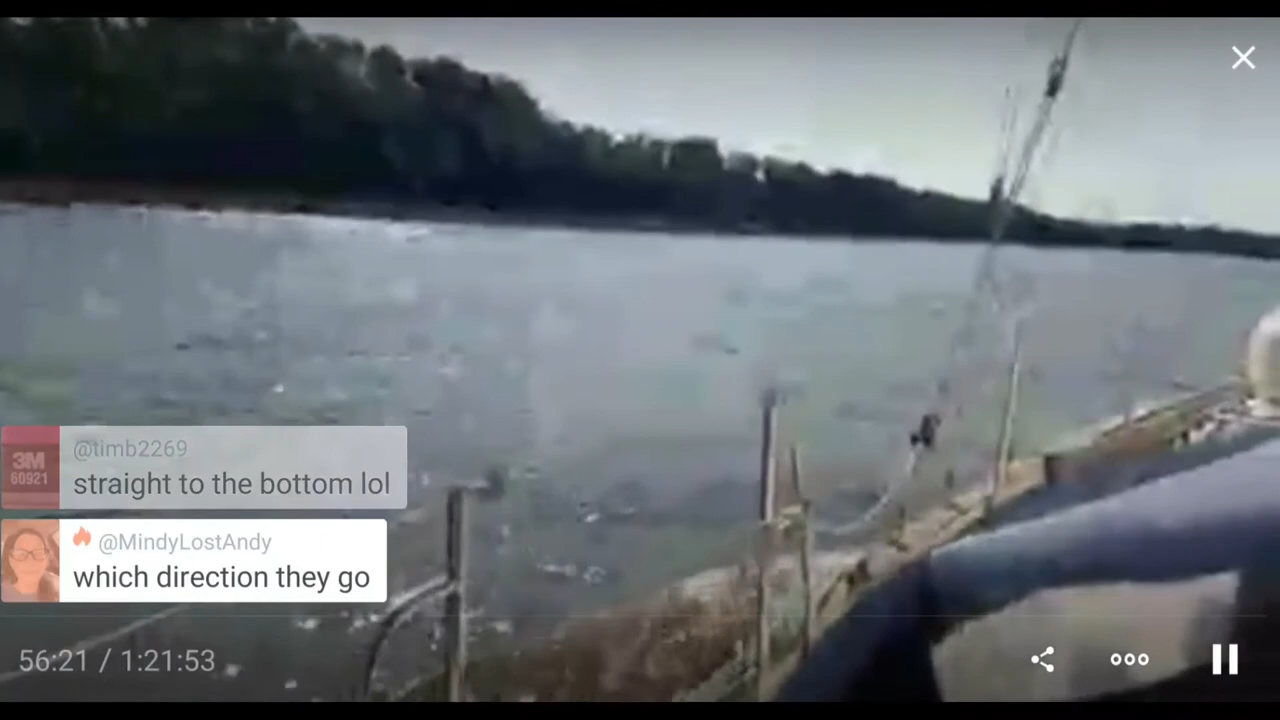 3M
60921
@timb2269
straight to the bottom lol
@MindyLostAndy
which direction they go
56:21 / 1:21:53